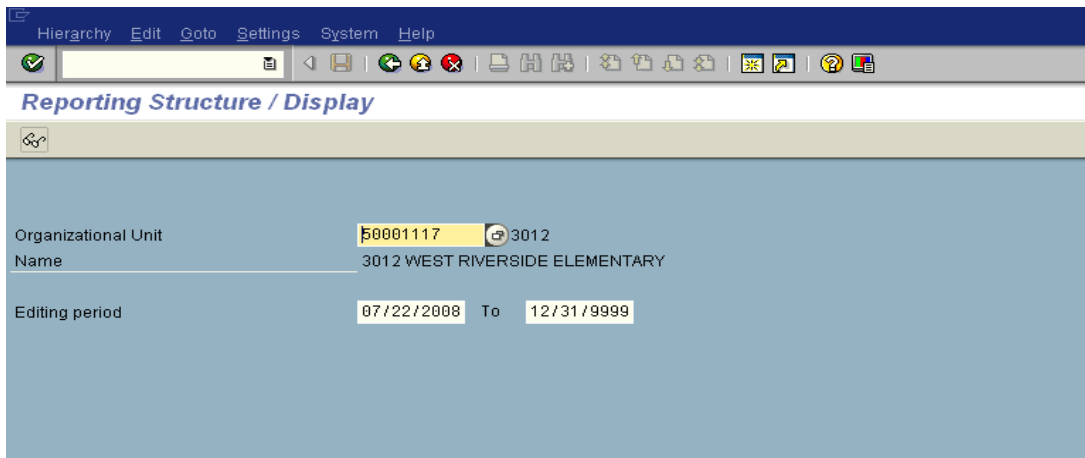 Hierarchy Edit Goto Settings System Help
Reporting Structure / Display
Organizational Unit 50001117 3012
Name 3012 WEST RIVERSIDE ELEMENTARY
Editing period 07/22/2008 To 12/31/9999